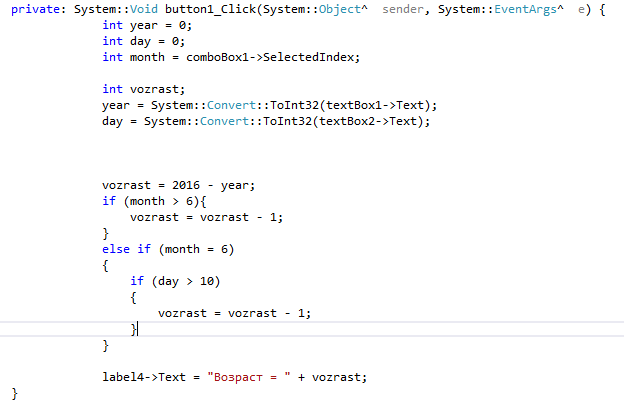 private: System::Void button1_Click(System::Object^  sender, System::EventArgs^  e) {
int year = 0;
int day = 0;
int month = comboBox1->SelectedIndex;
int vozrast;
year = System::Convert::ToInt32(textBox1->Text);
day = System::Convert::ToInt32(textBox2->Text);
vozrast = 2016 - year;
if (month > 6){
vozrast = vozrast - 1;
}
else if (month = 6)
{
if (day > 10)
{
vozrast = vozrast - 1;
}
}
label4->Text = "Возраст = " + vozrast;
}